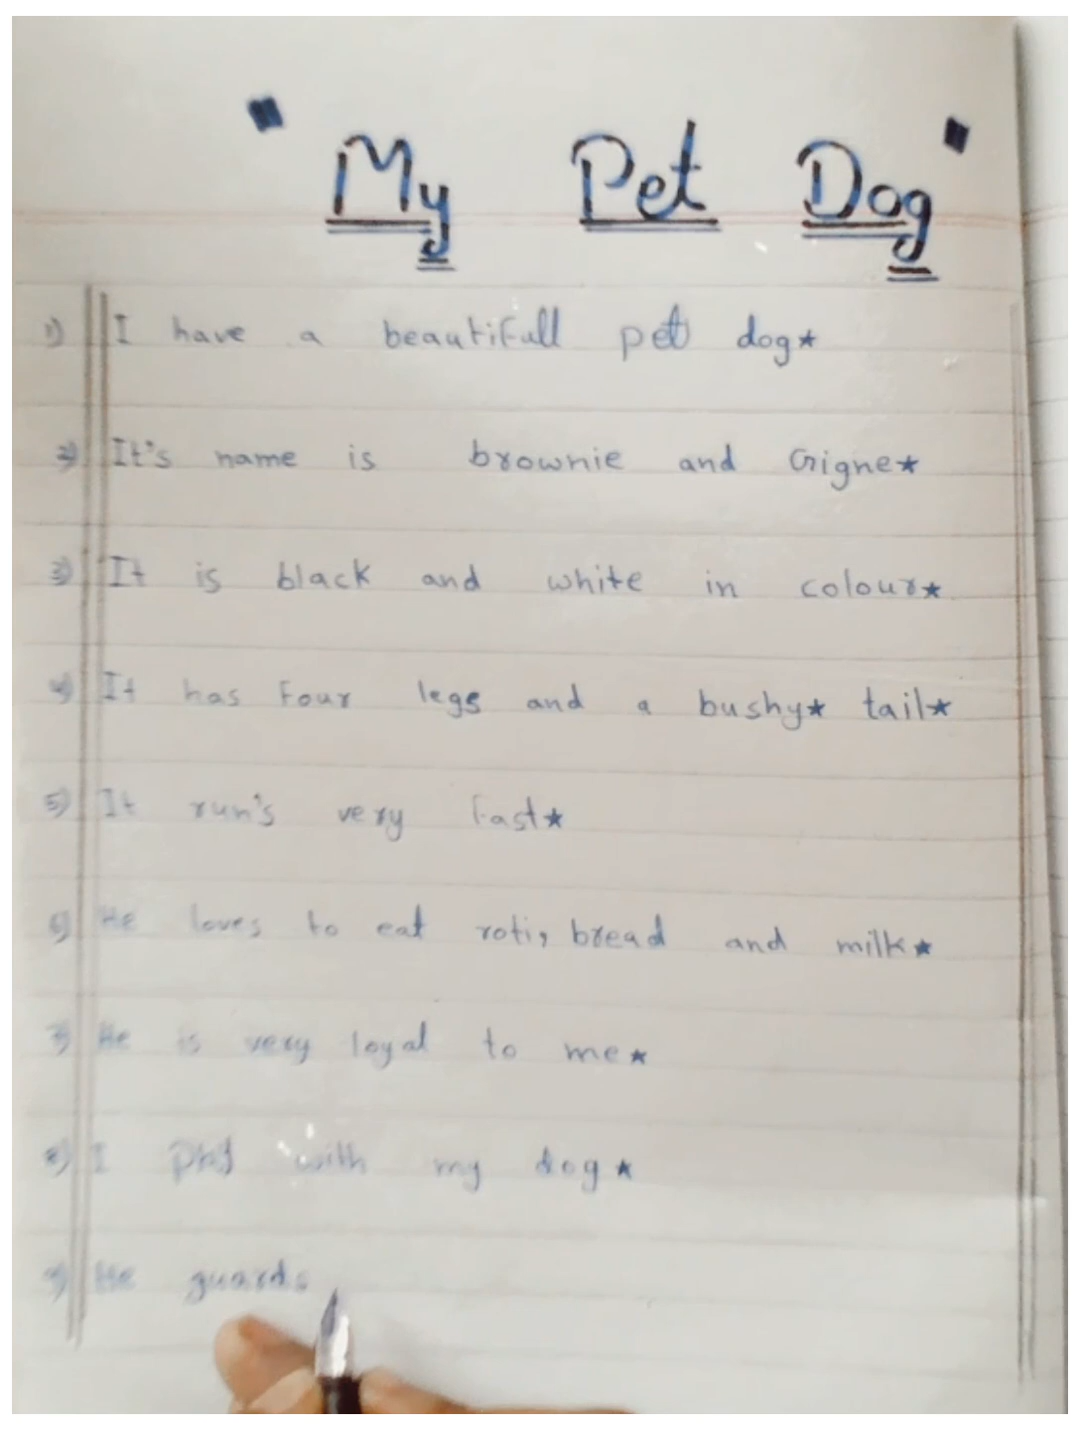 " My Pet Dog "
1) I have a beautifull pet dog★
2) It's name is brownie and Gigne★
3) It is black and white in colour★
4) It has four legs and a bushy★ tail★
5) It run's very fast★
6) He loves to eat roti, bread and milk★
7) He is very loyal to me★
8) I play with my dog★
9) He guards